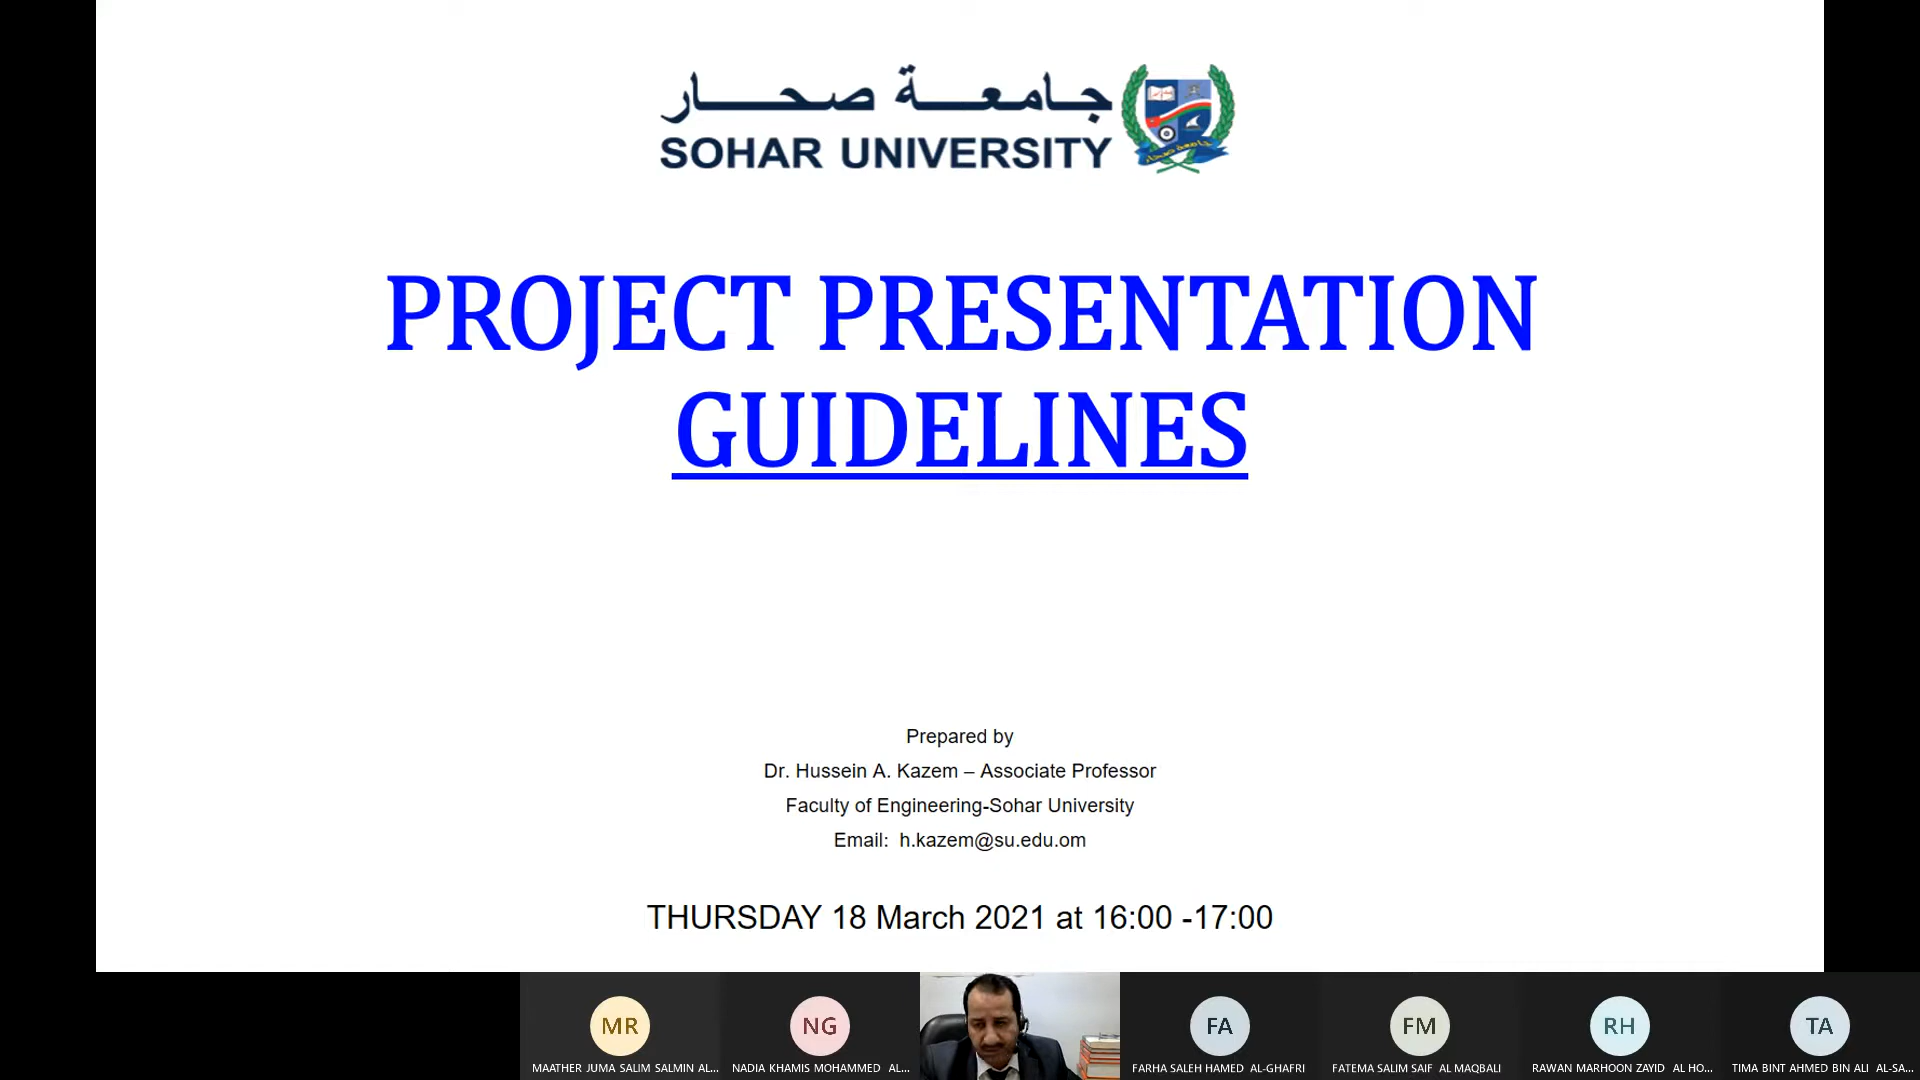 جامعة صحار
SOHAR UNIVERSITY
PROJECT PRESENTATION
GUIDELINES
Prepared by
Dr. Hussein A. Kazem – Associate Professor
Faculty of Engineering-Sohar University
Email: h.kazem@su.edu.om
THURSDAY 18 March 2021 at 16:00 -17:00
MR
NG
FA
FM
RH
TA
MAATHER JUMA SALIM SALMIN AL...
NADIA KHAMIS MOHAMMED AL...
FARHA SALEH HAMED AL-GHAFRI
FATEMA SALIM SAIF AL MAQBALI
RAWAN MARHOON ZAYID AL HO...
TIMA BINT AHMED BIN ALI AL-SA...